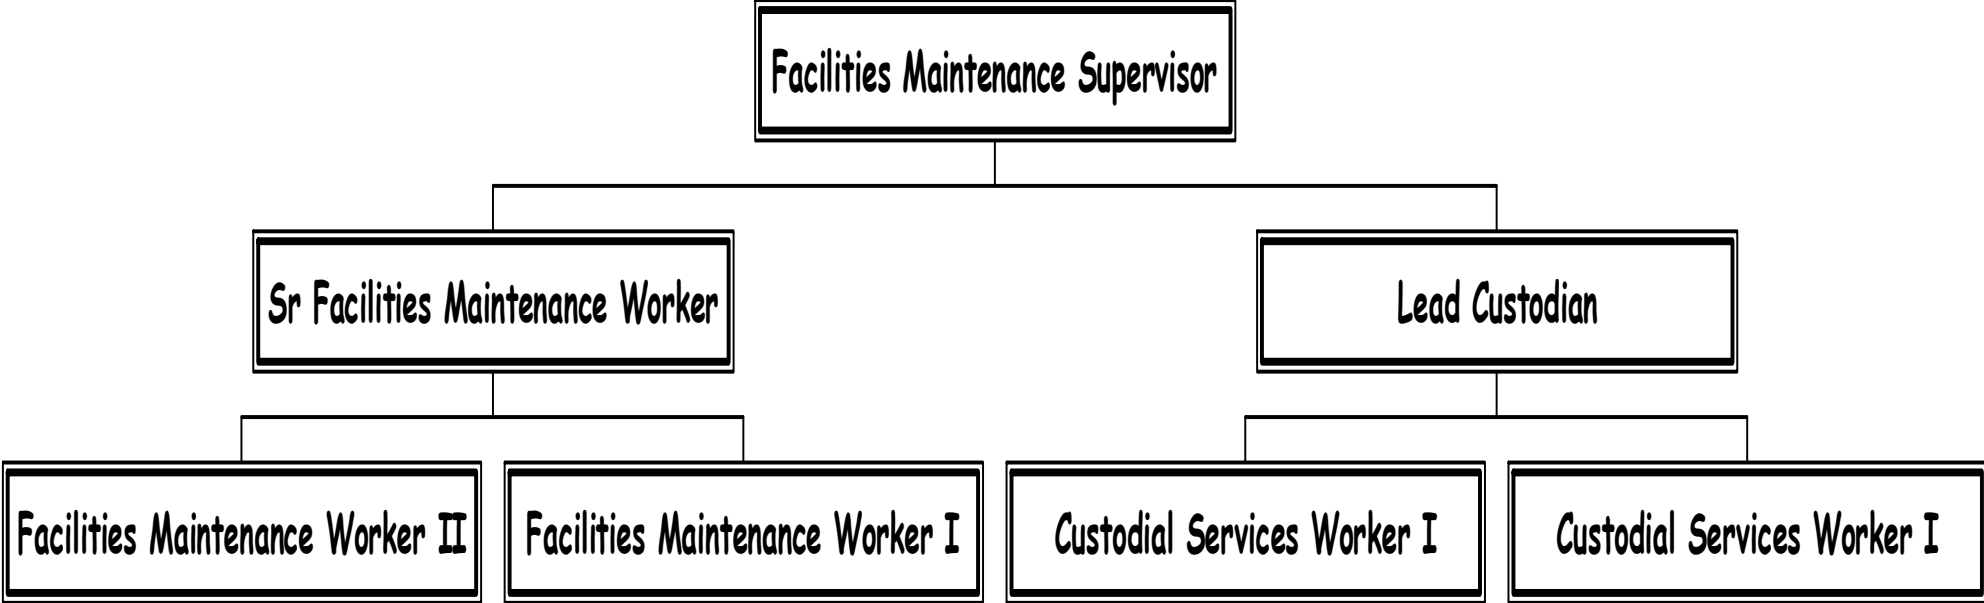 Facilities Maintenance Supervisor
Sr Facilities Maintenance Worker
Lead Custodian
Facilities Maintenance Worker II
Facilities Maintenance Worker I
Custodial Services Worker I
Custodial Services Worker I